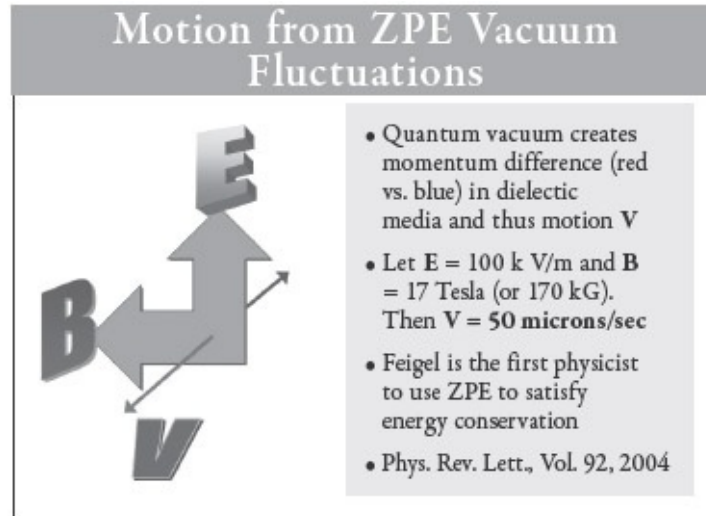 Motion from ZPE Vacuum
Fluctuations
E
B
V
• Quantum vacuum creates
momentum difference (red
vs. blue) in dielectic
media and thus motion V
• Let E = 100 k V/m and B
= 17 Tesla (or 170 kG).
Then V = 50 microns/sec
• Feigel is the first physicist
to use ZPE to satisfy
energy conservation
• Phys. Rev. Lett., Vol. 92, 2004